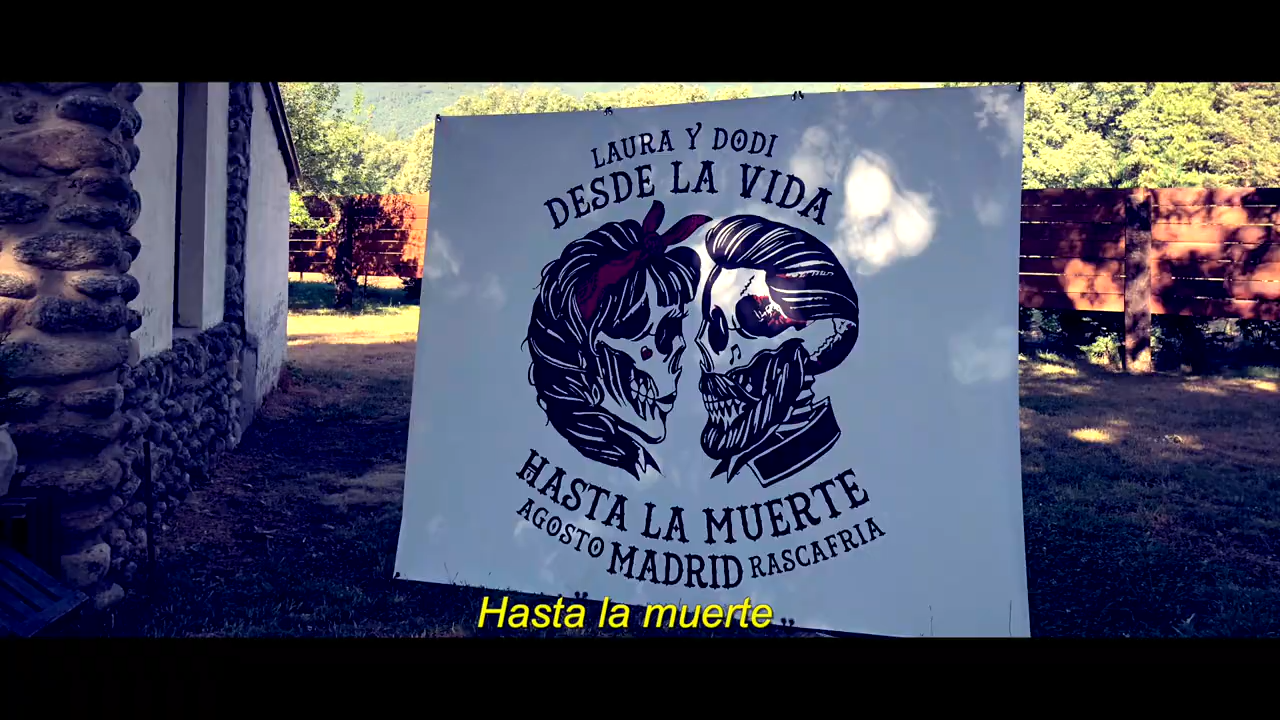 LAURA Y DODI
DESDE LA VIDA
HASTA LA MUERTE
AGOSTO MADRID RASCAFRIA
Hasta la muerte